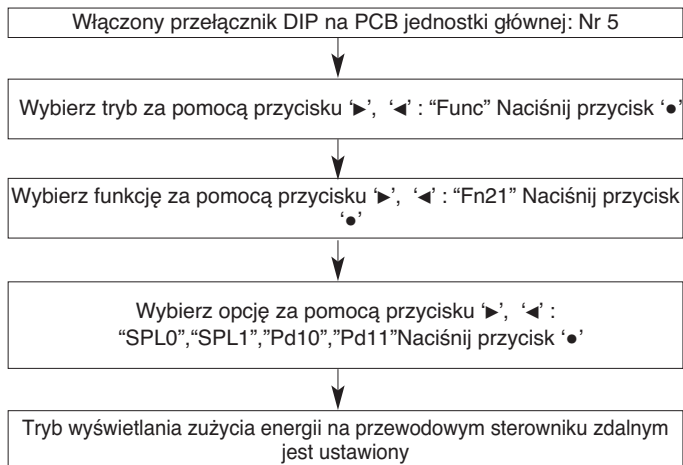 Włączony przełącznik DIP na PCB jednostki głównej: Nr 5
Wybierz tryb za pomocą przycisku ‘►’, ‘◄’ : “Func” Naciśnij przycisk ‘●’
Wybierz funkcję za pomocą przycisku ‘►’, ‘◄’ : “Fn21” Naciśnij przycisk
‘●’
Wybierz opcję za pomocą przycisku ‘►’, ‘◄’ :
“SPL0”,“SPL1”,”Pd10”,”Pd11”Naciśnij przycisk ‘●’
Tryb wyświetlania zużycia energii na przewodowym sterowniku zdalnym
jest ustawiony